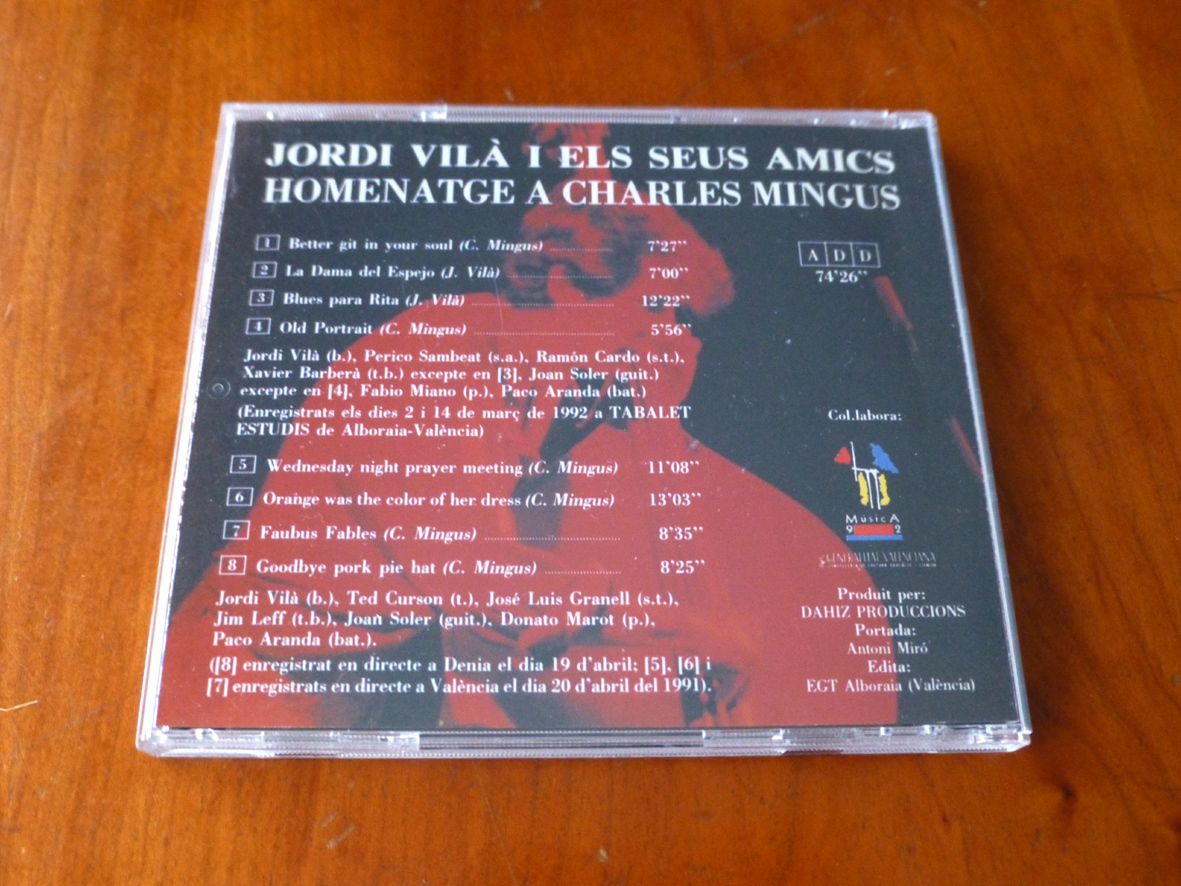 JORDI VILÀ I ELS SEUS AMICS
HOMENATGE A CHARLES MINGUS
1 Better git in your soul (C. Mingus) 7'27''
2 La Dama del Espejo (J. Vilà) 7'00''
3 Blues para Rita (J. Vilà) 12'22''
4 Old Portrait (C. Mingus) 5'56''
Jordi Vilà (b.), Perico Sambeat (s.a.), Ramón Cardo (s.t.),
Xavier Barberà (t.b.) excepte en [3], Joan Soler (guit.)
excepte en [4], Fabio Miano (p.), Paco Aranda (bat.)
(Enregistrats els dies 2 i 14 de març de 1992 a TABALET
ESTUDIS de Alboraia-València)
5 Wednesday night prayer meeting (C. Mingus) 11'08''
6 Orange was the color of her dress (C. Mingus) 13'03''
7 Faubus Fables (C. Mingus) 8'35''
8 Goodbye pork pie hat (C. Mingus) 8'25''
Jordi Vilà (b.), Ted Curson (t.), José Luis Granell (s.t.),
Jim Leff (t.b.), Joan Soler (guit.), Donato Marot (p.),
Paco Aranda (bat.).
([8] enregistrat en directe a Denia el dia 19 d'abril; [5], [6] i
[7] enregistrats en directe a València el dia 20 d'abril del 1991).
A D D
74'26''
Col.labora:
MúsicA
92
GENERALITAT VALENCIANA
Produit per:
DAHIZ PRODUCCIONS
Portada:
Antoni Miró
Edita:
EGT Alboraia (València)